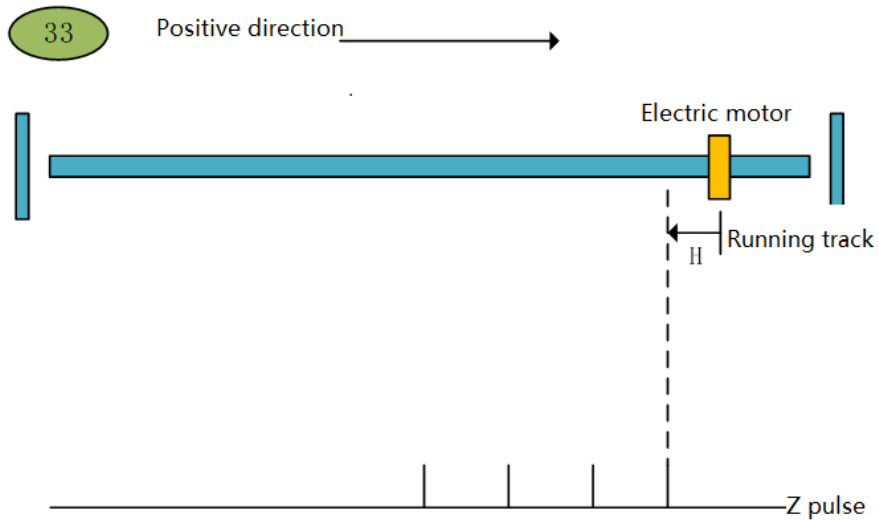 33
Positive direction
Electric motor
Running track
H
Z pulse